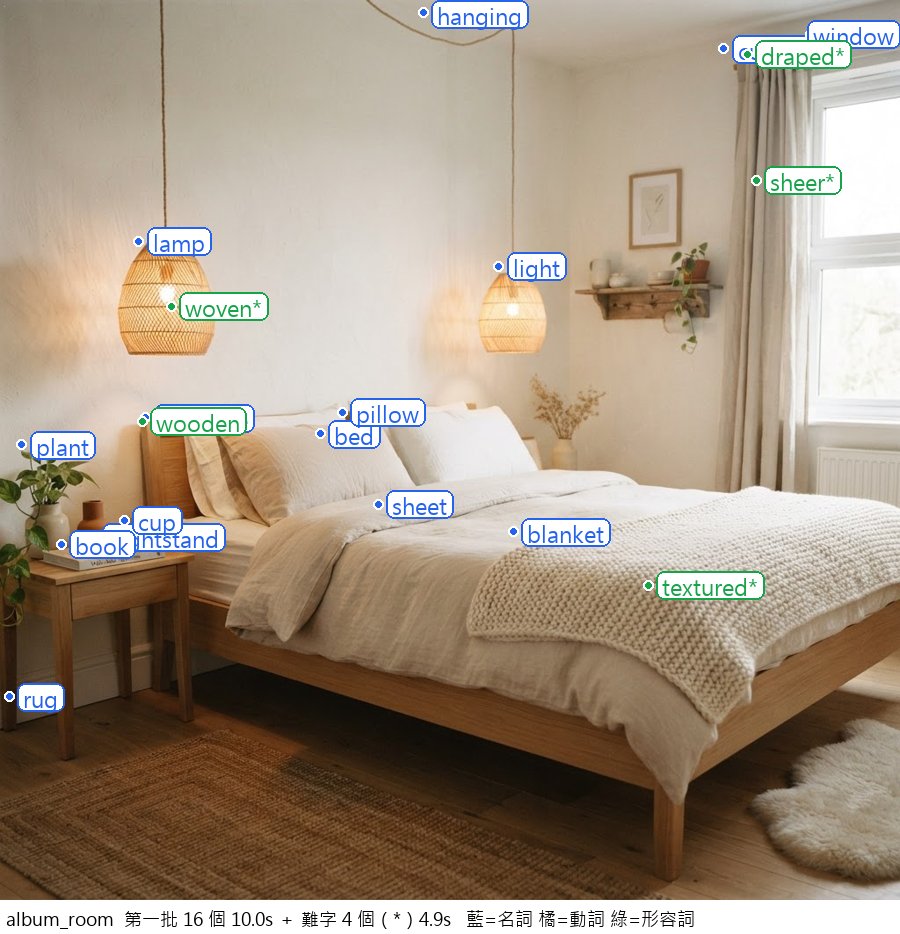 hanging
window
draped*
sheer*
lamp
light
woven*
pillow
wooden
bed
plant
sheet
cup
blanket
book
textured*
rug
album_room 第一批 16 個 10.0s + 難字 4 個 ( * ) 4.9s 藍=名詞 橘=動詞 綠=形容詞